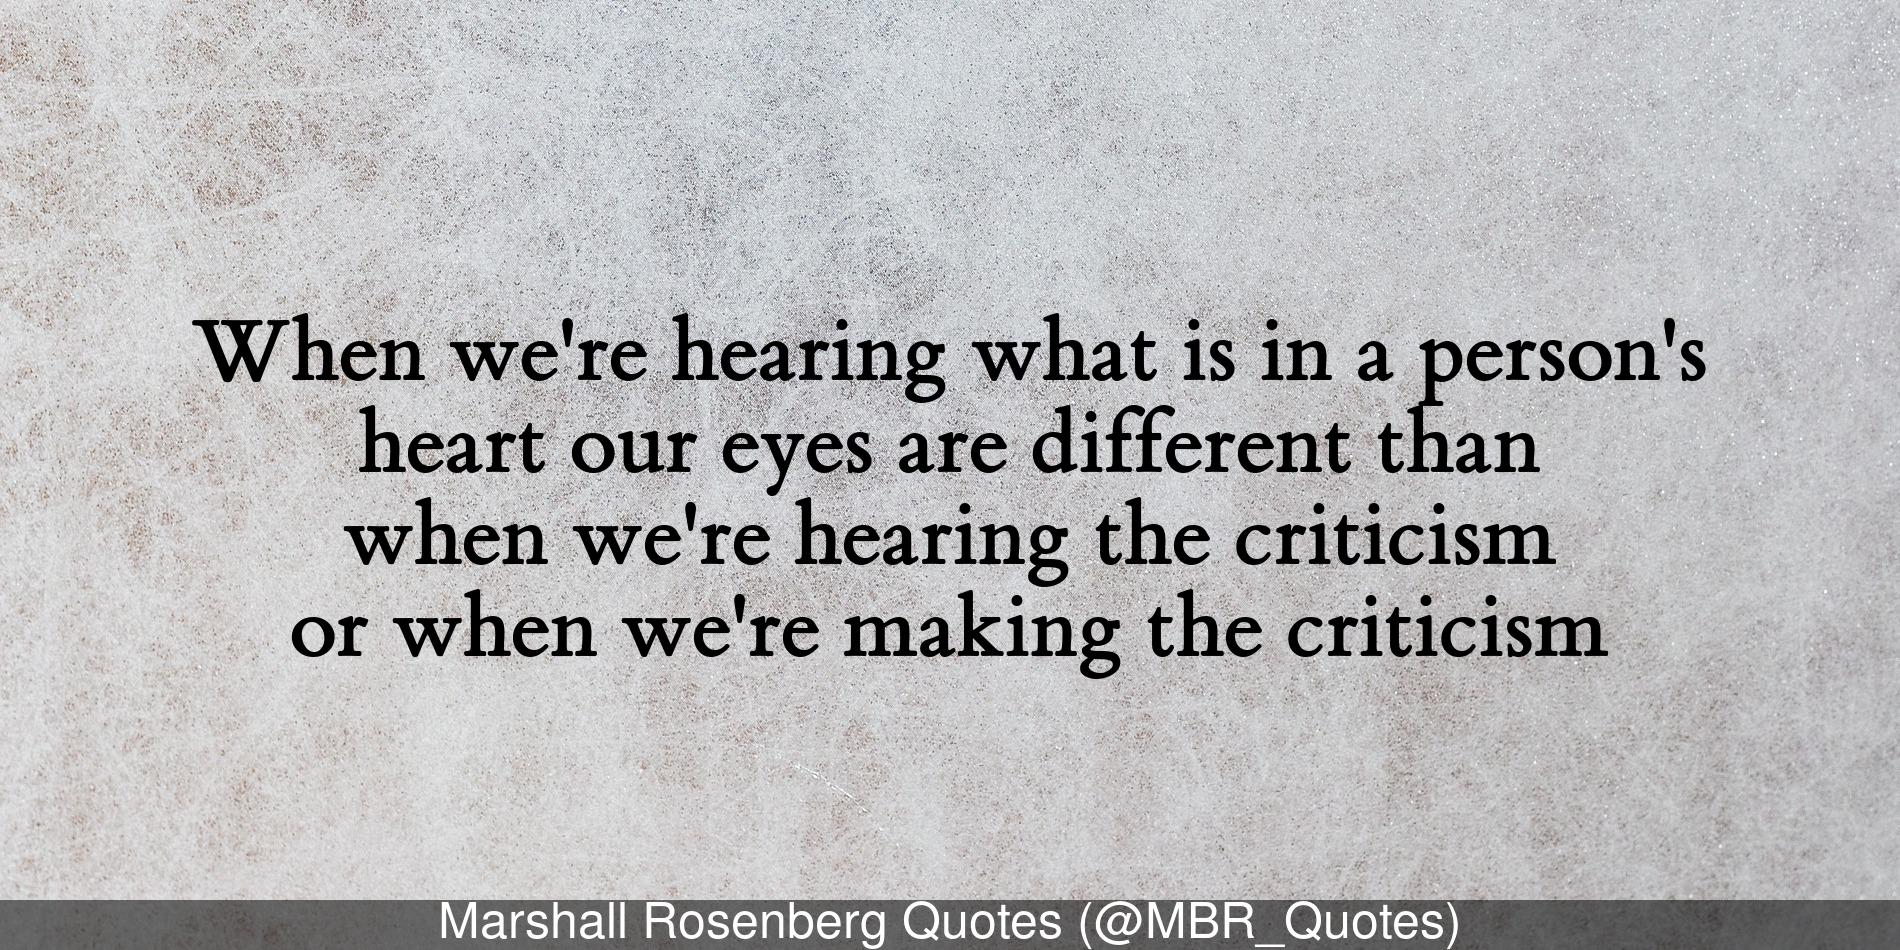 When we're hearing what is in a person's
heart our eyes are different than
when we're hearing the criticism
or when we're making the criticism
Marshall Rosenberg Quotes (@MBR_Quotes)